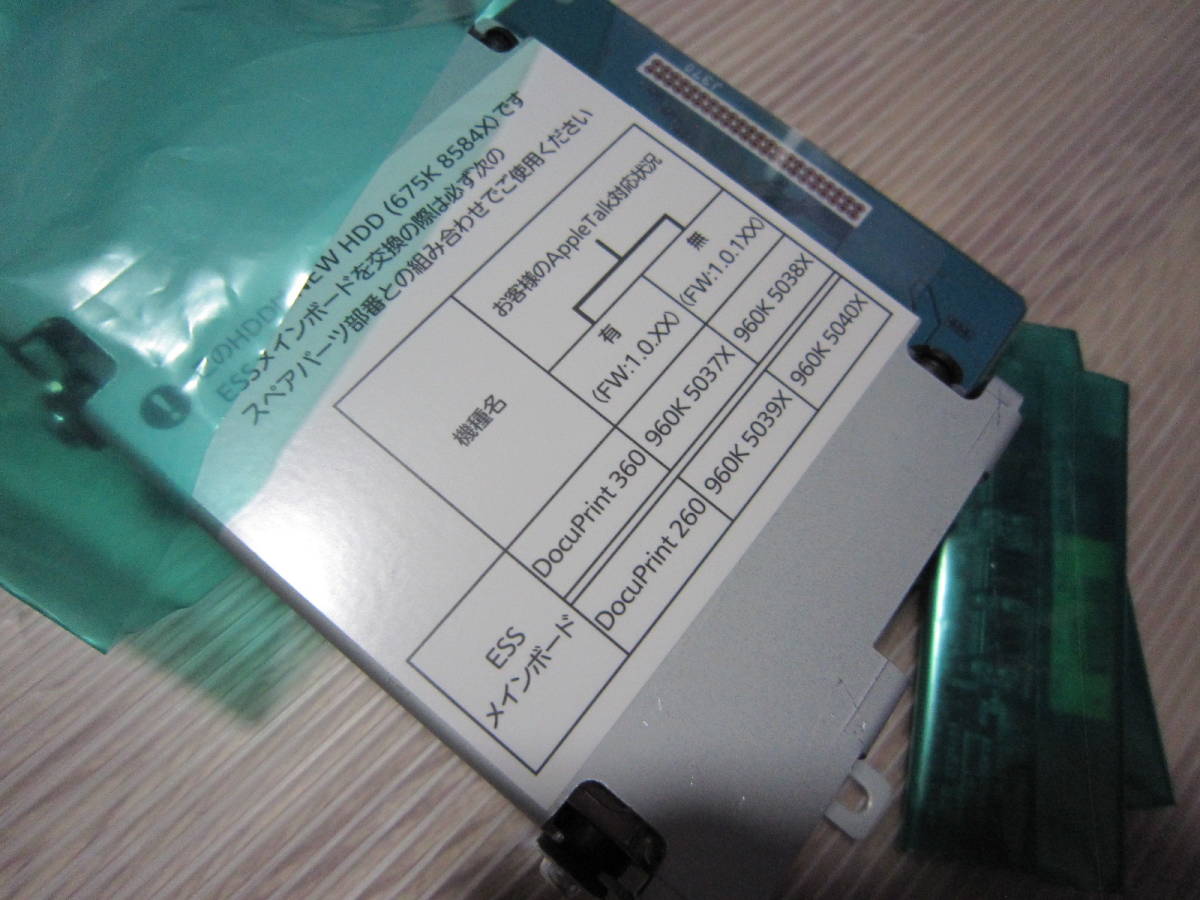 このHDDはNEW HDD (675K 8584X)です
ESSメインボードを交換の際は必ず次の
スペアパーツ部番との組み合わせでご使用ください
機種名
お客様のAppleTalk対応状況
有
(FW:1.0.XX)
無
(FW:1.0.1XX)
ESS
メインボード
DocuPrint 360
960K 5037X
960K 5038X
DocuPrint 260
960K 5039X
960K 5040X
J378